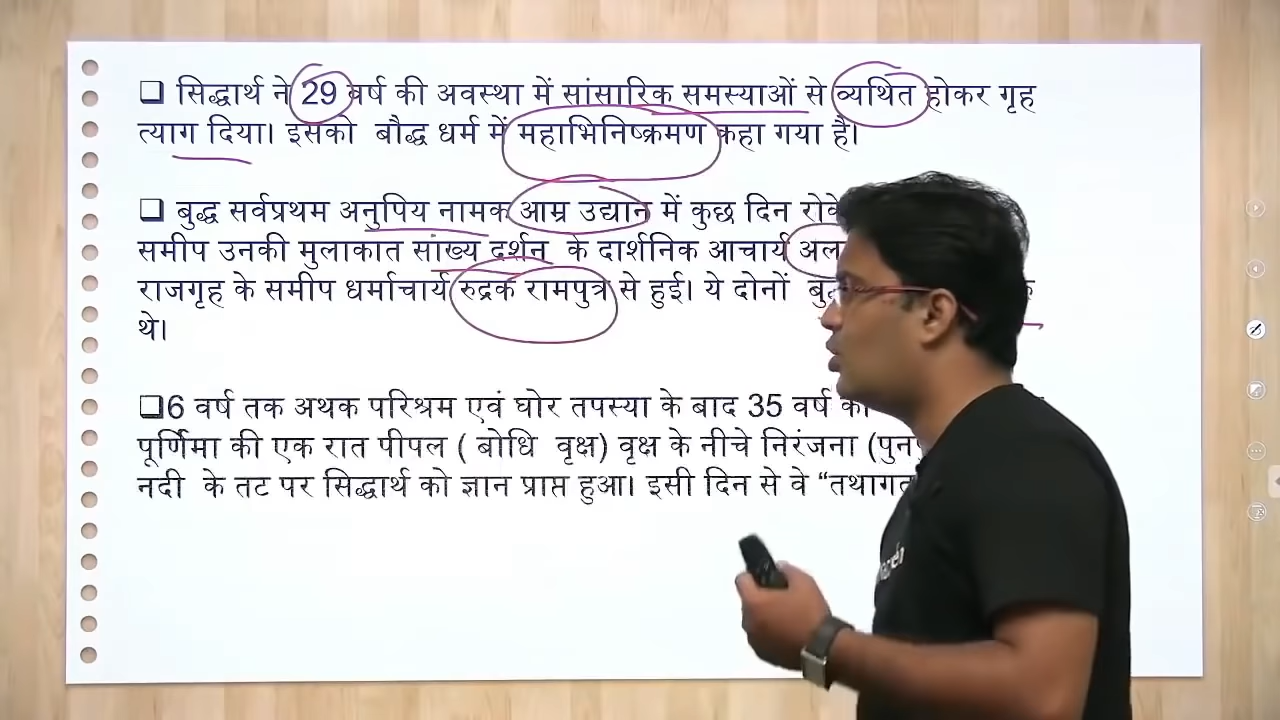 ❑ सिद्धार्थ ने 29 वर्ष की अवस्था में सांसारिक समस्याओं से व्यथित होकर गृह
त्याग दिया। इसको बौद्ध धर्म में महाभिनिष्क्रमण कहा गया है।
❑ बुद्ध सर्वप्रथम अनुपिय नामक आम्र उद्यान में कुछ दिन
समीप उनकी मुलाकात सांख्य दर्शन के दार्शनिक आचार्य
राजगृह के समीप धर्माचार्य रुद्रक रामपुत्र से हुई। ये दोनों
थे।
❑6 वर्ष तक अथक परिश्रम एवं घोर तपस्या के बाद 35 वर्ष
पूर्णिमा की एक रात पीपल ( बोधि वृक्ष) वृक्ष के नीचे निरंजना
नदी के तट पर सिद्धार्थ को ज्ञान प्राप्त हुआ। इसी दिन से वे “तथागत